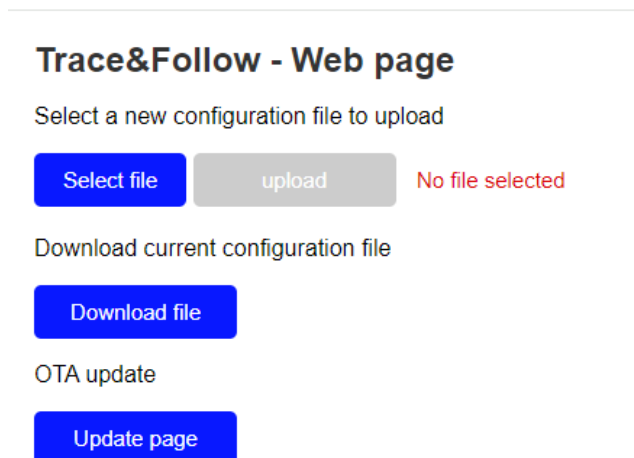 Trace&Follow - Web page
Select a new configuration file to upload
Select file upload No file selected
Download current configuration file
Download file
OTA update
Update page